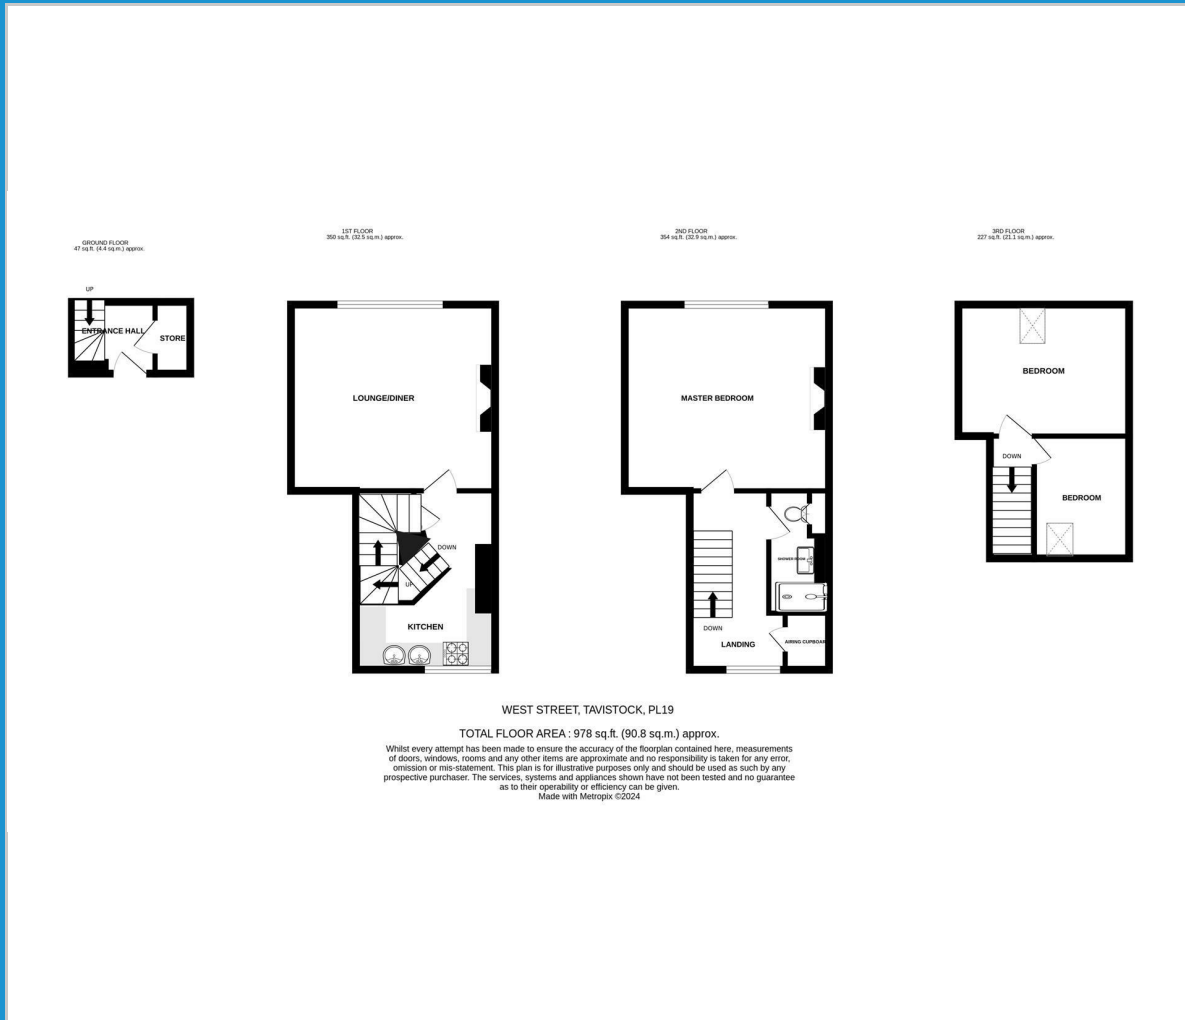 GROUND FLOOR
47 sq.ft. (4.4 sq.m.) approx.
1ST FLOOR
350 sq.ft. (32.5 sq.m.) approx.
2ND FLOOR
354 sq.ft. (32.9 sq.m.) approx.
3RD FLOOR
227 sq.ft. (21.1 sq.m.) approx.
UP
ENTRANCE HALL
STORE
LOUNGE/DINER
DOWN
UP
KITCHEN
MASTER BEDROOM
SHOWER ROOM
DOWN
LANDING
AIRING CUPBOAR
BEDROOM
DOWN
BEDROOM
WEST STREET, TAVISTOCK, PL19
TOTAL FLOOR AREA : 978 sq.ft. (90.8 sq.m.) approx.
Whilst every attempt has been made to ensure the accuracy of the floorplan contained here, measurements
of doors, windows, rooms and any other items are approximate and no responsibility is taken for any error,
omission or mis-statement. This plan is for illustrative purposes only and should be used as such by any
prospective purchaser. The services, systems and appliances shown have not been tested and no guarantee
as to their operability or efficiency can be given.
Made with Metropix ©2024